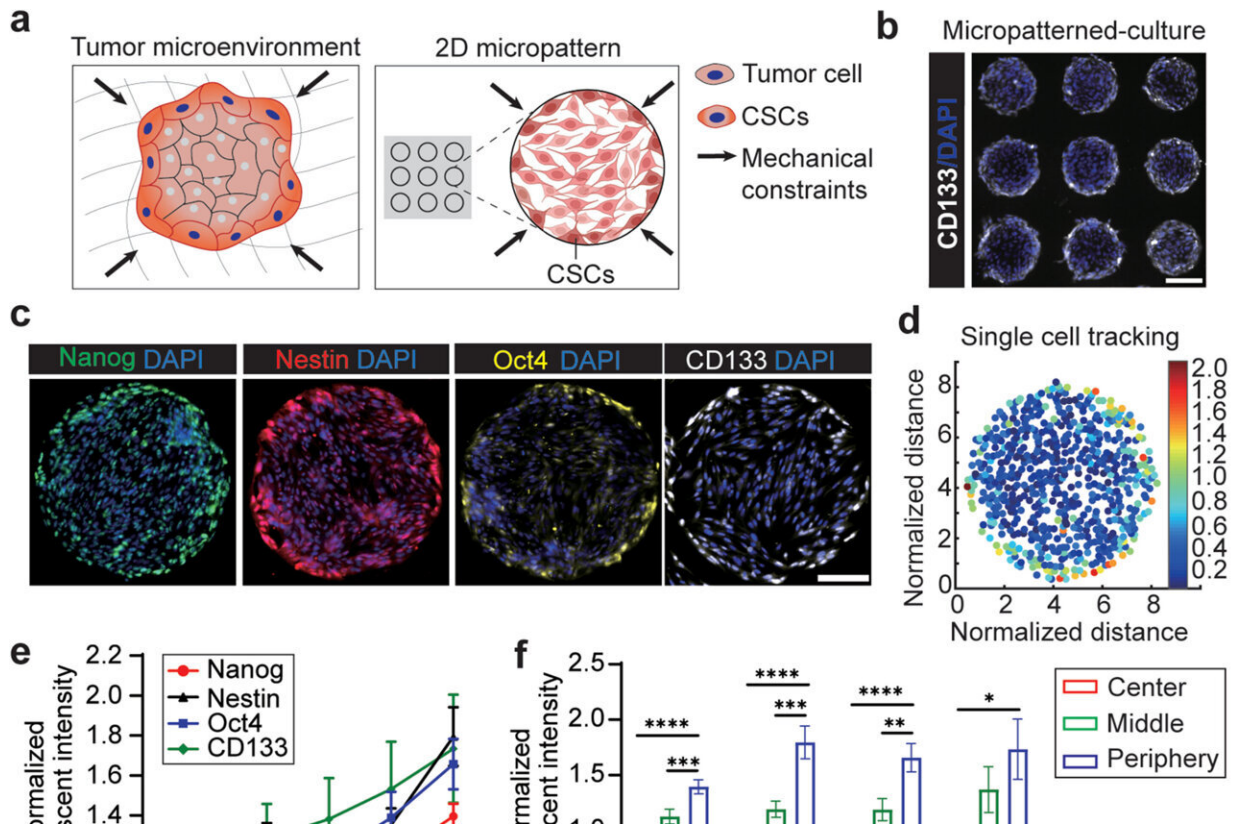 a
Tumor microenvironment
2D micropattern
CSCs
Tumor cell
CSCs
Mechanical
constraints
b
Micropatterned-culture
CD133/DAPI
c
Nanog DAPI
Nestin DAPI
Oct4 DAPI
CD133 DAPI
d
Single cell tracking
Normalized distance
8
6
4
2
0
0 2 4 6 8
Normalized distance
2.0
1.8
1.6
1.4
1.2
1.0
0.8
0.6
0.4
0.2
e
2.2
2.0
1.8
1.6
1.4
Nanog
Nestin
Oct4
CD133
f
2.5
2.0
1.5
****
***
****
***
****
**
*
Center
Middle
Periphery